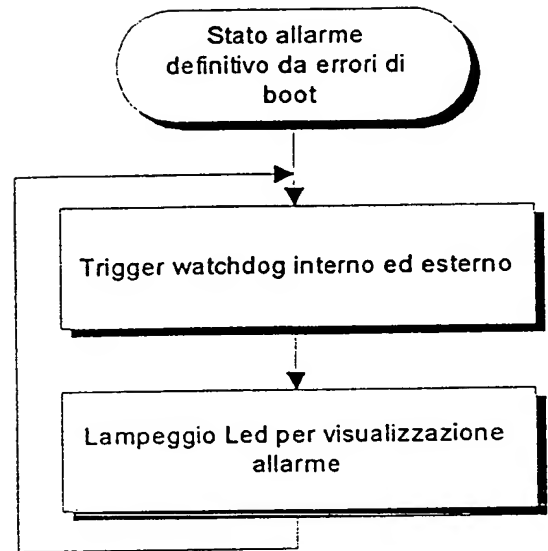 Stato allarme
definitivo da errori di
boot
Trigger watchdog interno ed esterno
Lampeggio Led per visualizzazione
allarme